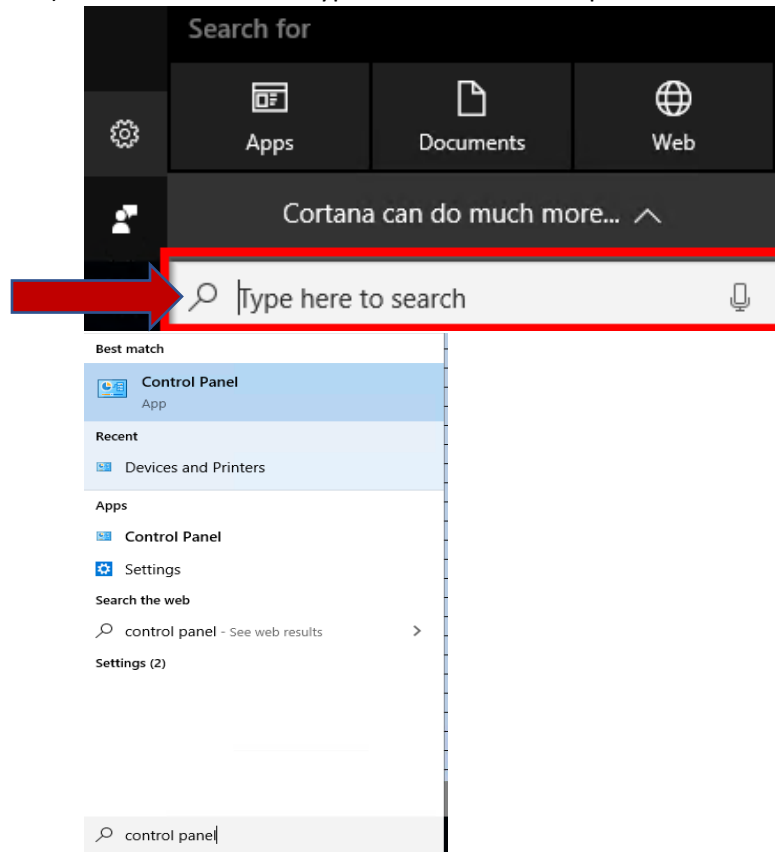 Search for
Apps Documents Web
Cortana can do much more...
Type here to search
Best match
Control Panel
App
Recent
Devices and Printers
Apps
Control Panel
Settings
Search the web
control panel - See web results
Settings (2)
control panel